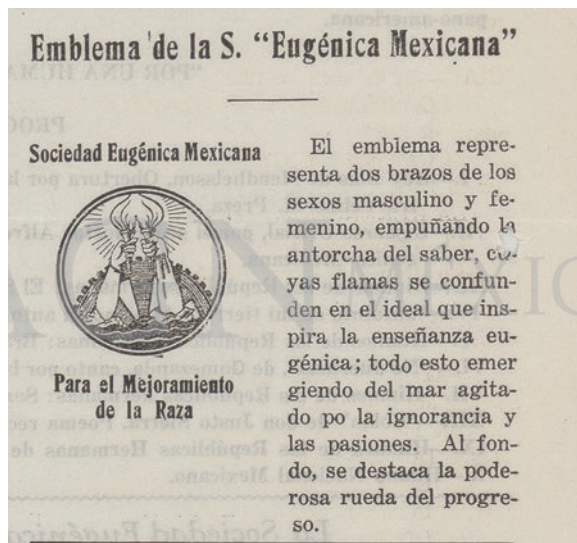 Emblema de la S. "Eugénica Mexicana"
Sociedad Eugénica Mexicana
Para el Mejoramiento
de la Raza
El emblema repre-
senta dos brazos de los
sexos masculino y fe-
menino, empuñando la
antorcha del saber, cu-
yas flamas se confun-
den en el ideal que ins-
pira la enseñanza eu-
génica; todo esto emer
giendo del mar agita-
do po la ignorancia y
las pasiones. Al fon-
do, se destaca la pode-
rosa rueda del progre-
so.
AGN MÉXICO